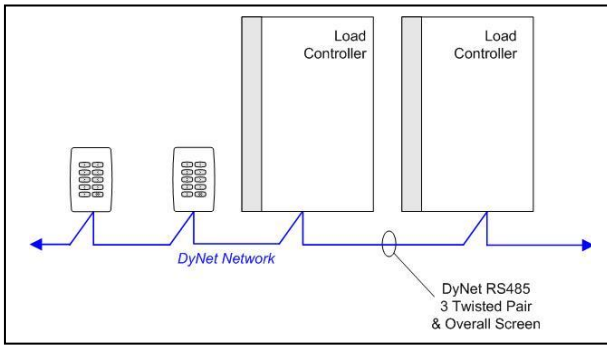 Load
Controller
Load
Controller
DyNet Network
DyNet RS485
3 Twisted Pair
& Overall Screen